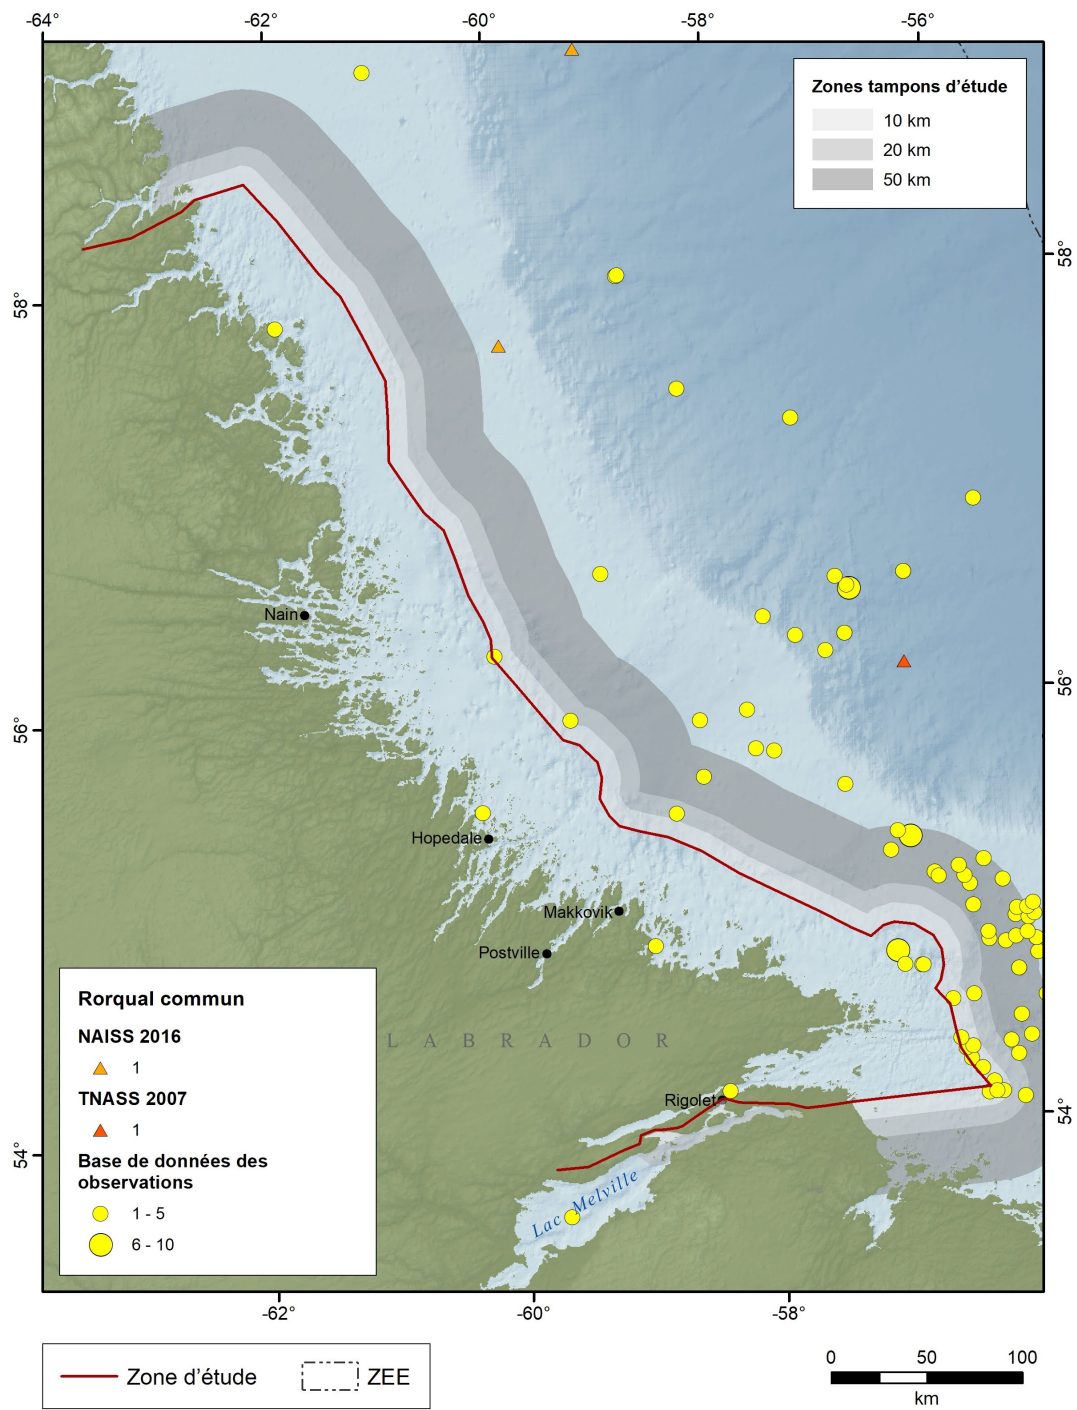 -64°
-62°
-60°
-58°
-56°
Zones tampons d'étude
10 km
20 km
50 km
58°
58°
Nain
56°
56°
Hopedale
Makkovik
Postville
LABRADOR
Rigolet
54°
54°
Lac Melville
Rorqual commun
NAISS 2016
1
TNASS 2007
1
Base de données des
observations
1 - 5
6 - 10
-62°
-60°
-58°
Zone d'étude
ZEE
0
50
100
km